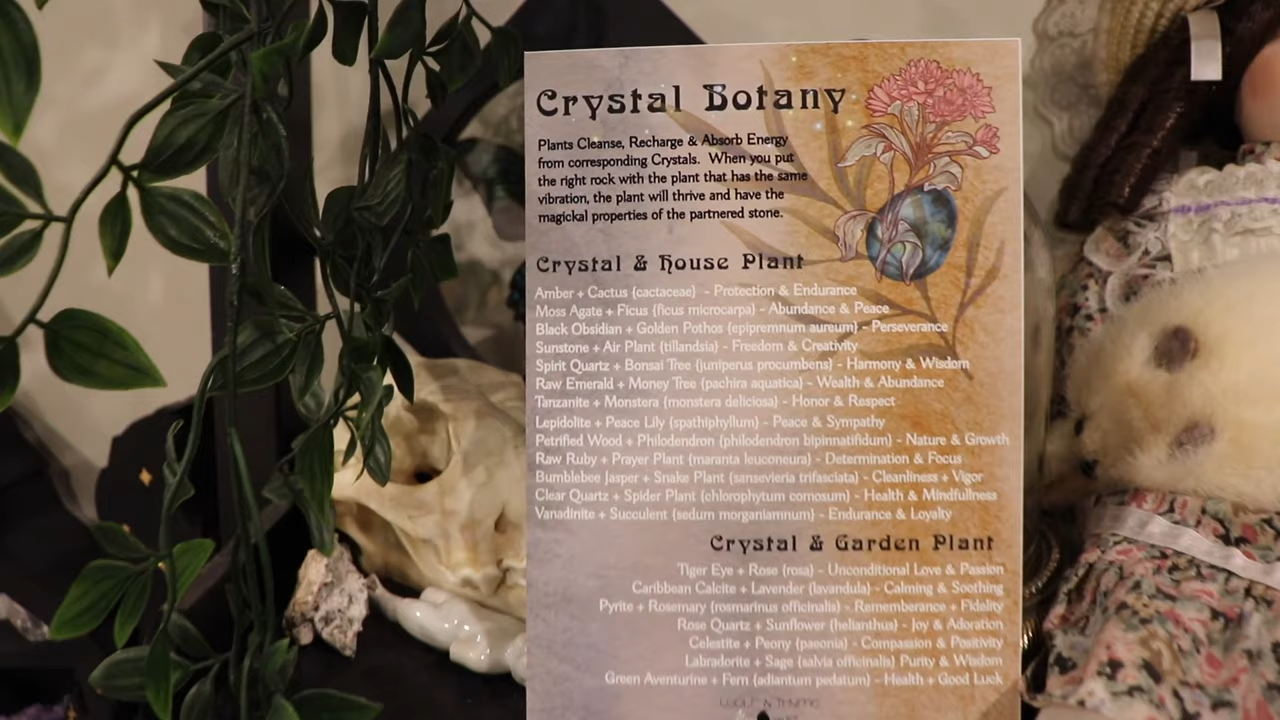 Crystal Botany
Plants Cleanse, Recharge & Absorb Energy
from corresponding Crystals. When you put
the right rock with the plant that has the same
vibration, the plant will thrive and have the
magickal properties of the partnered stone.
Crystal & House Plant
Amber + Cactus (cactaceae) - Protection & Endurance
Moss Agate + Ficus (ficus microcarpa) - Abundance & Peace
Black Obsidian + Golden Pothos (epipremnum aureum) - Perseverance
Sunstone + Air Plant (tillandsia) - Freedom & Creativity
Spirit Quartz + Bonsai Tree (juniperus procumbens) - Harmony & Wisdom
Raw Emerald + Money Tree (pachira aquatica) - Wealth & Abundance
Tanzanite + Monstera (monstera deliciosa) - Honor & Respect
Lepidolite + Peace Lily (spathiphyllum) - Peace & Sympathy
Petrified Wood + Philodendron (philodendron bipinnatifidum) - Nature & Growth
Raw Ruby + Prayer Plant (maranta leuconeura) - Determination & Focus
Bumblebee Jasper + Snake Plant (sansevieria trifasciata) - Cleanliness + Vigor
Clear Quartz + Spider Plant (chlorophytum comosum) - Health & Mindfullness
Vanadinite + Succulent (sedum morganiamnum) - Endurance & Loyalty
Crystal & Garden Plant
Tiger Eye + Rose (rosa) - Unconditional Love & Passion
Caribbean Calcite + Lavender (lavandula) - Calming & Soothing
Pyrite + Rosemary (rosmarinus officinalis) - Rememberance + Fidelity
Rose Quartz + Sunflower (helianthus) - Joy & Adoration
Celestite + Peony (paeonia) - Compassion & Positivity
Labradorite + Sage (salvia officinalis) Purity & Wisdom
Green Aventurine + Fern (adiantum pedatum) - Health + Good Luck